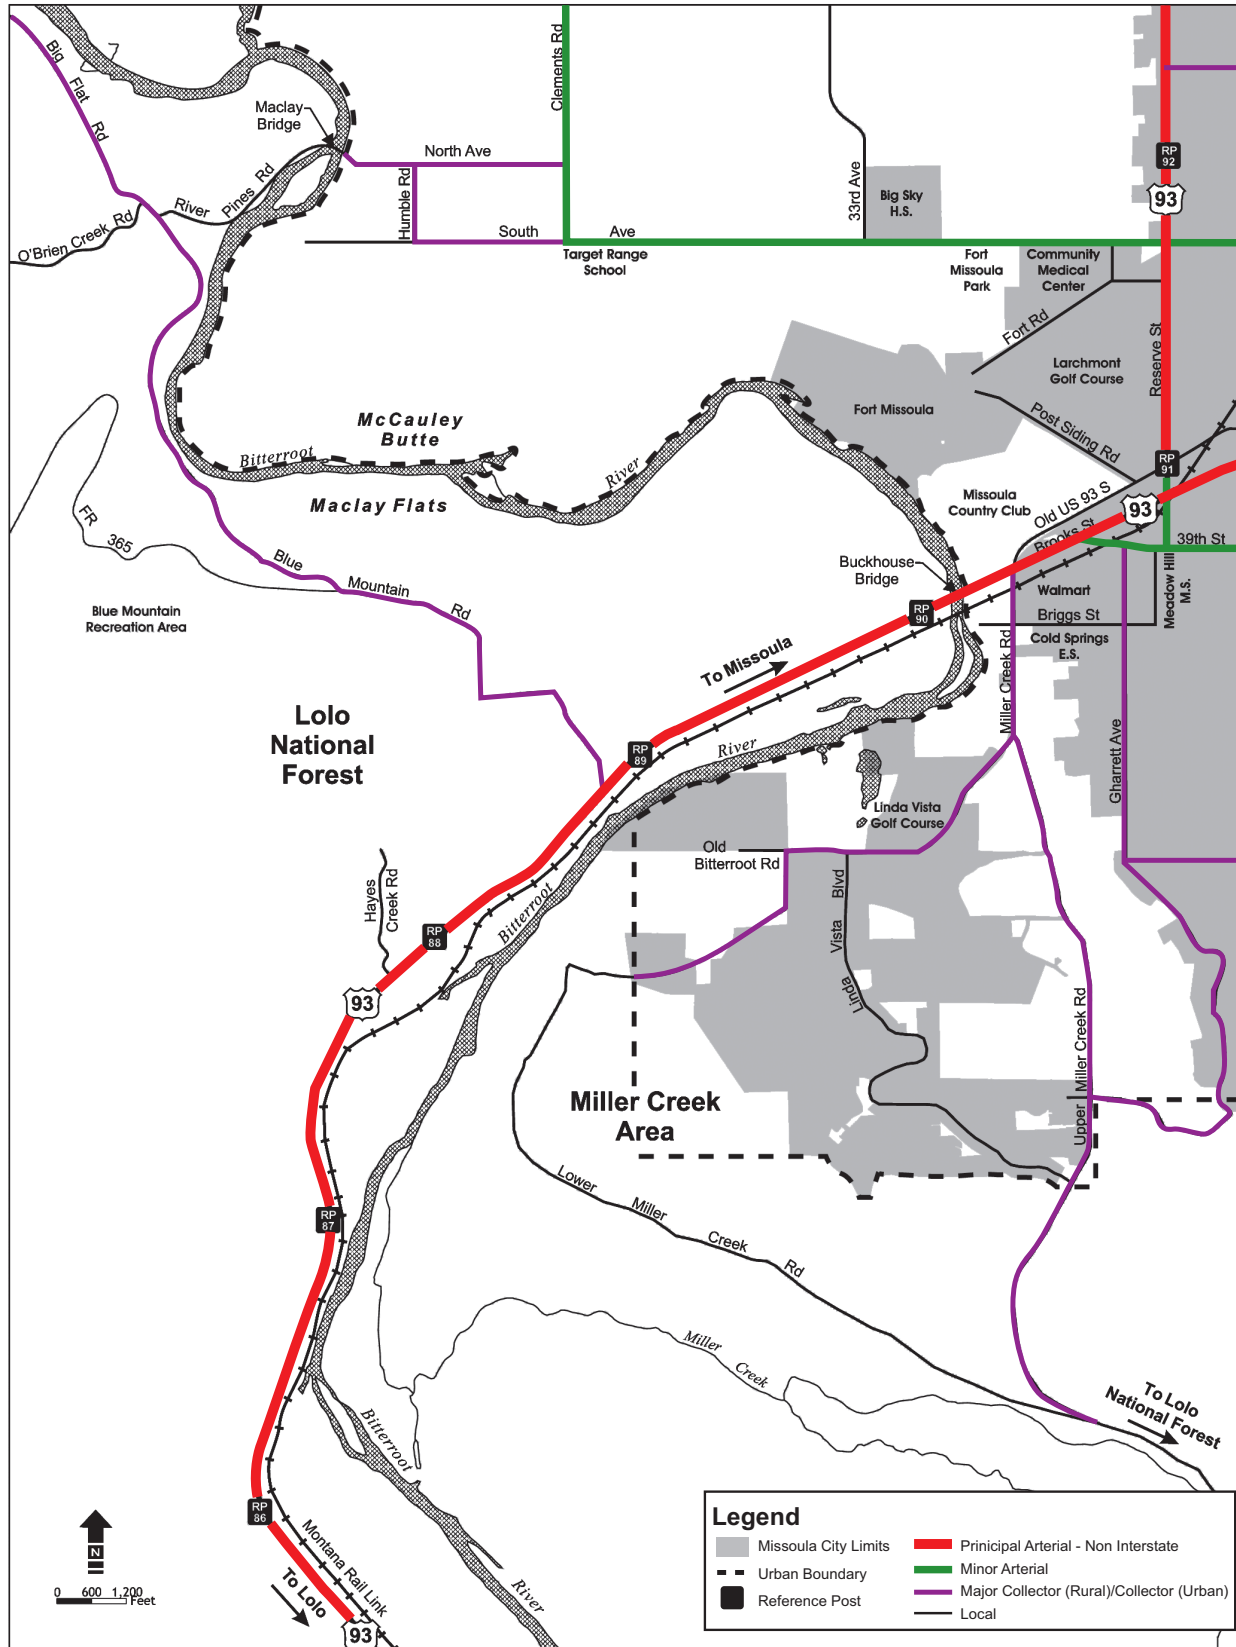 Big
Flat
Rd
Maclay
Bridge
Clements Rd
North Ave
Humble Rd
South
Ave
River
Pines
Rd
O'Brien Creek Rd
Target Range
School
33rd Ave
Big Sky
H.S.
RP
92
93
Fort
Missoula
Park
Community
Medical
Center
Fort Rd
Reserve St
Larchmont
Golf Course
Fort Missoula
Post Siding Rd
McCauley
Butte
Bitterroot
River
Maclay Flats
RP
91
Missoula
Country Club
Old US 93 S
93
Brooks St
39th St
FR
365
Blue
Mountain
Rd
Blue Mountain
Recreation Area
Buckhouse
Bridge
RP
90
Walmart
Meadow Hill
M.S.
Briggs St
Cold Springs
E.S.
To Missoula
Miller Creek Rd
Gharrett Ave
Lolo
National
Forest
RP
89
River
Linda Vista
Golf Course
Old
Bitterroot Rd
Linda
Vista
Blvd
Hayes
Creek Rd
Bitterroot
RP
88
93
Upper
Miller Creek Rd
Miller Creek
Area
RP
87
Lower
Miller
Creek
Rd
Miller
Creek
To Lolo
National Forest
Bitterroot
River
RP
86
Montana Rail Link
To Lolo
93
N
0
600
1,200
Feet
Legend
Missoula City Limits
Urban Boundary
Reference Post
Prinicipal Arterial - Non Interstate
Minor Arterial
Major Collector (Rural)/Collector (Urban)
Local